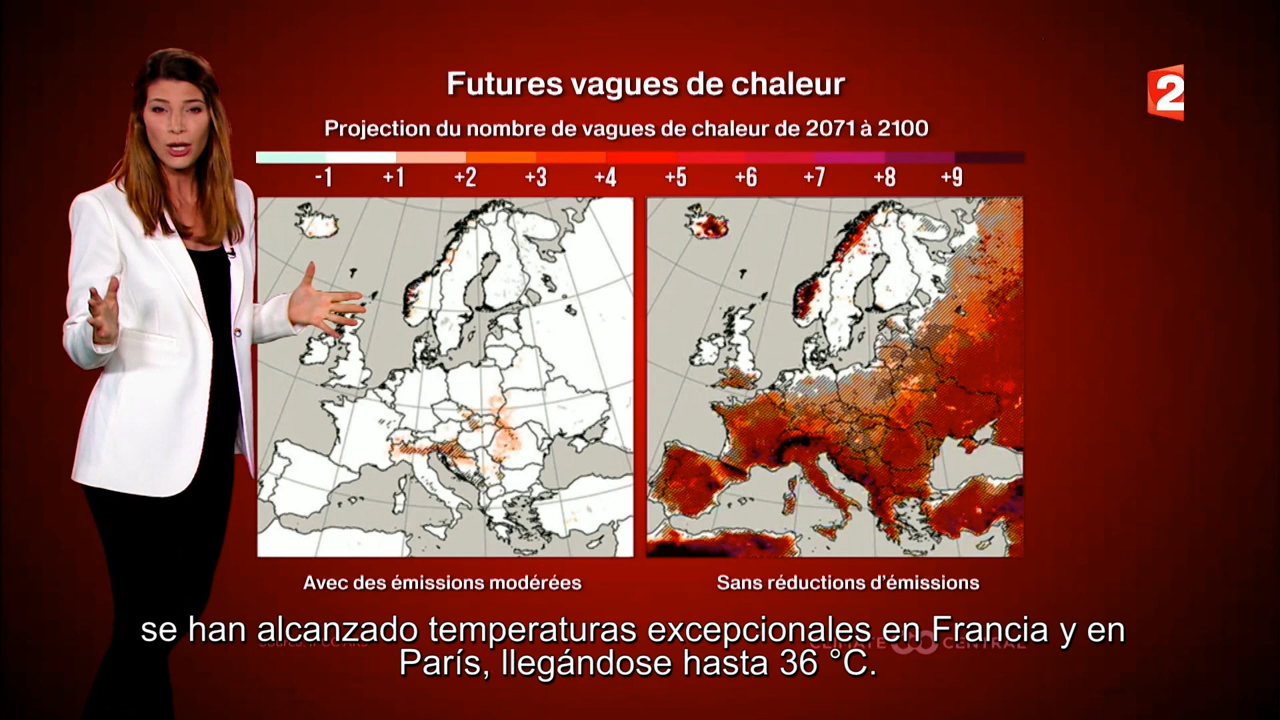 Futures vagues de chaleur
2
Projection du nombre de vagues de chaleur de 2071 à 2100
-1 +1 +2 +3 +4 +5 +6 +7 +8 +9
Avec des émissions modérées
Sans réductions d'émissions
se han alcanzado temperaturas excepcionales en Francia y en
CENTRAL
París, llegándose hasta 36 °C.